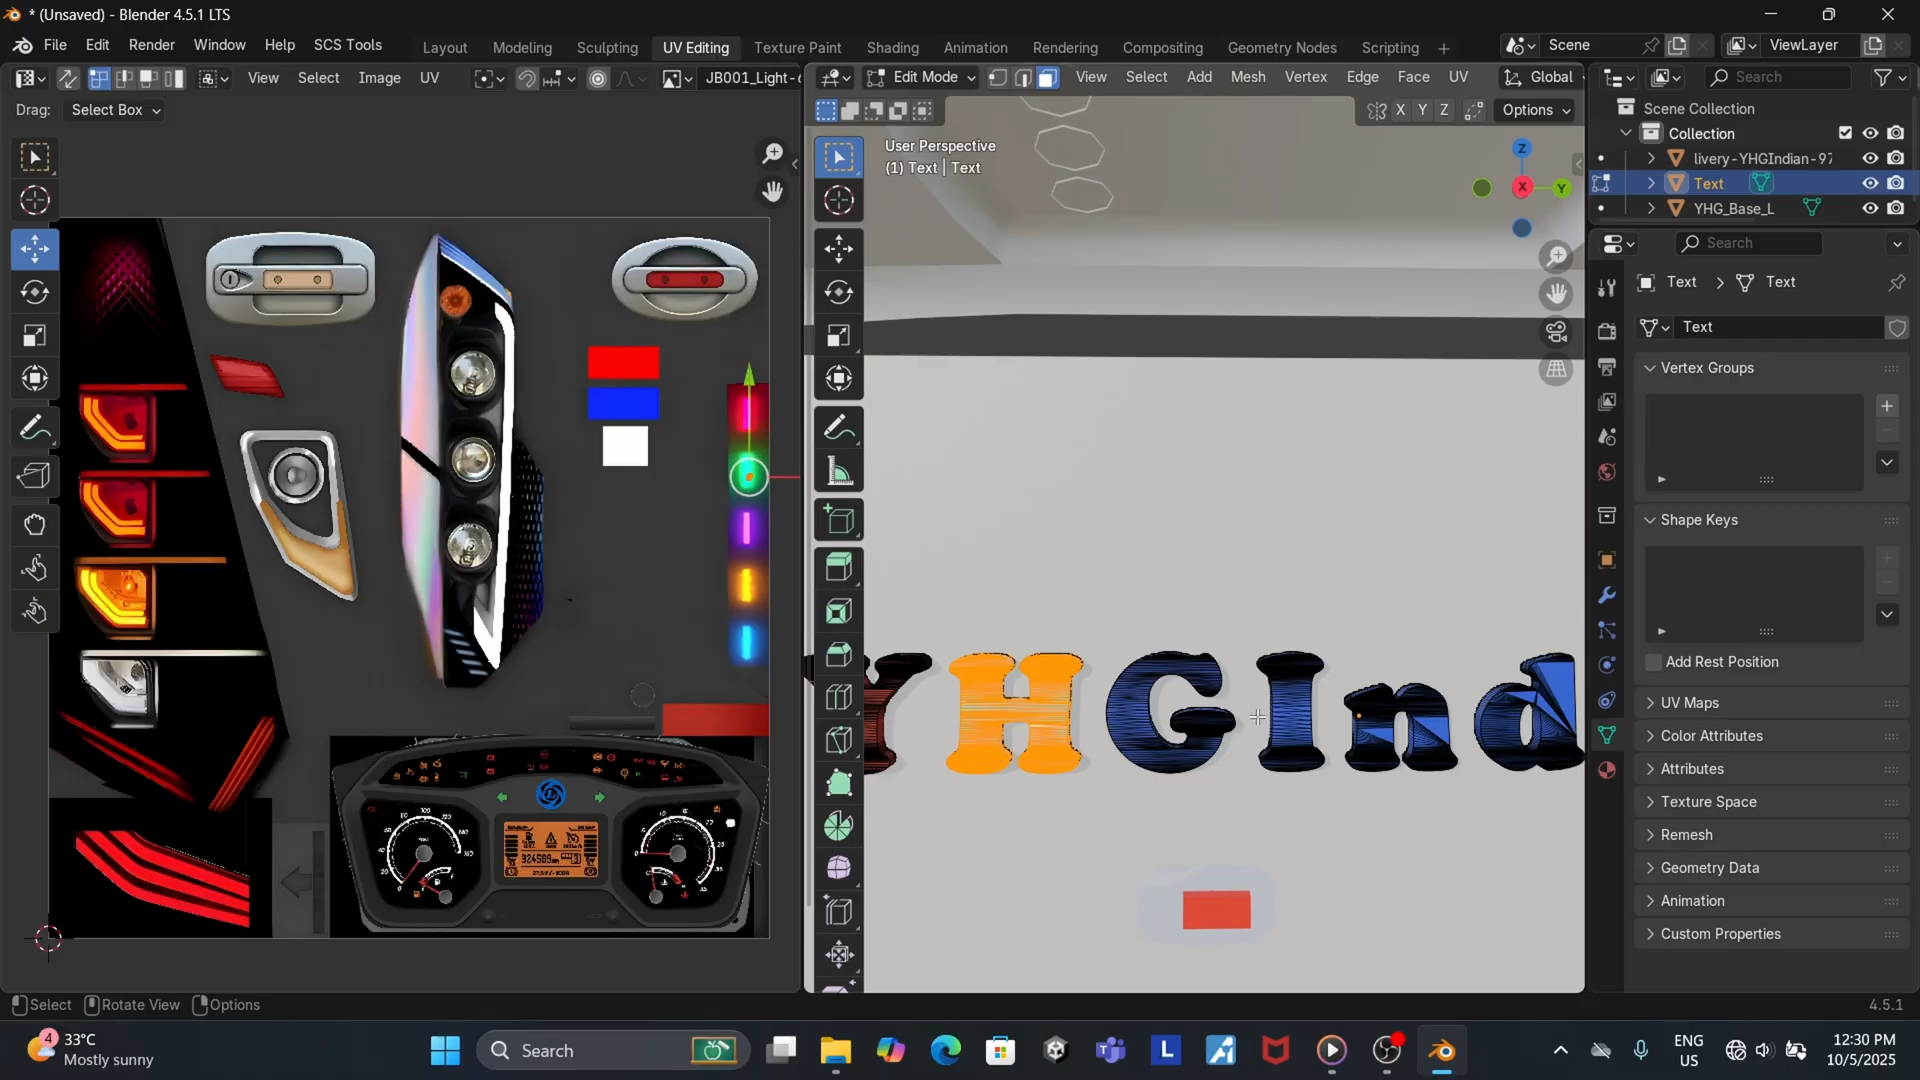 * (Unsaved) - Blender 4.5.1 LTS
File Edit Render Window Help SCS Tools
Layout Modeling Sculpting UV Editing Texture Paint Shading Animation Rendering Compositing Geometry Nodes Scripting +
Scene
ViewLayer
View Select Image UV
JB001_Light-
Edit Mode
View Select Add Mesh Vertex Edge Face UV
Global
Search
Drag: Select Box
X Y Z
Options
User Perspective
(1) Text | Text
Z
X
Y
Scene Collection
Collection
livery-YHGIndian-97
Text
YHG_Base_L
Search
Text > Text
Text
Vertex Groups
Shape Keys
Add Rest Position
UV Maps
Color Attributes
Attributes
Texture Space
Remesh
Geometry Data
Animation
Custom Properties
YHGInd
324589
Select Rotate View Options
4.5.1
4
33°C
Mostly sunny
Search
L
ENG
US
12:30 PM
10/5/2025